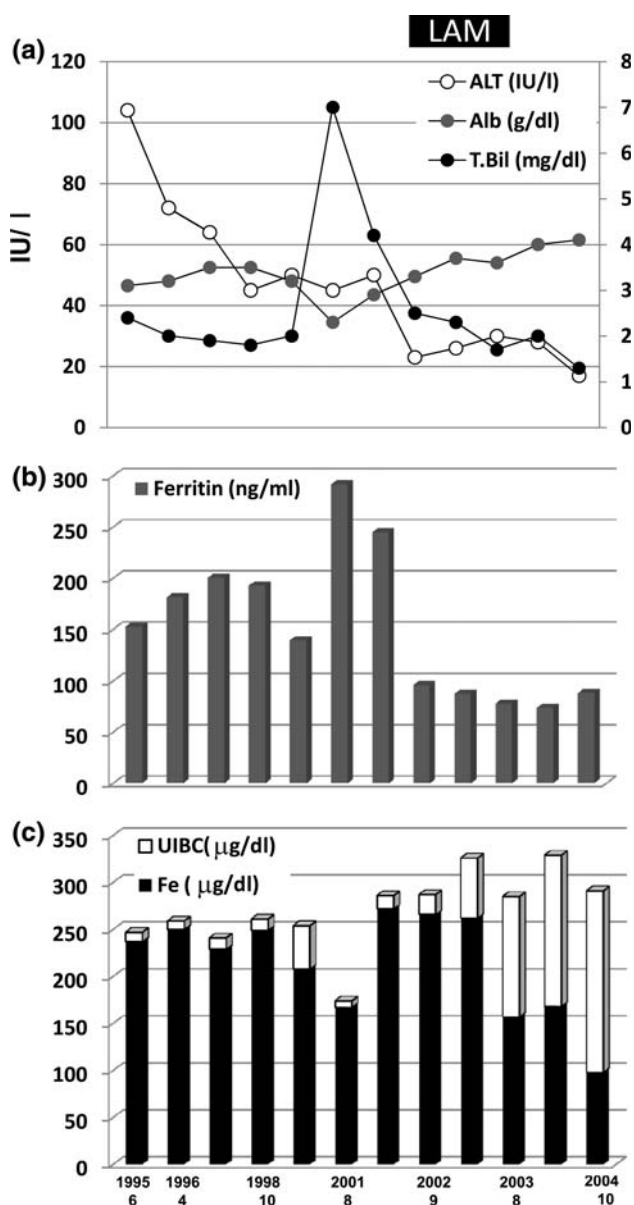 LAM
(a)
120
100
80
60
40
20
0
IU/ l
8
7
6
5
4
3
2
1
0
ALT (IU/l)
Alb (g/dl)
T.Bil (mg/dl)
(b)
300
250
200
150
100
50
0
Ferritin (ng/ml)
(c)
350
300
250
200
150
100
50
0
UIBC( μg/dl)
Fe ( μg/dl)
1995 1996 1998 2001 2002 2003 2004
6 4 10 8 9 8 10